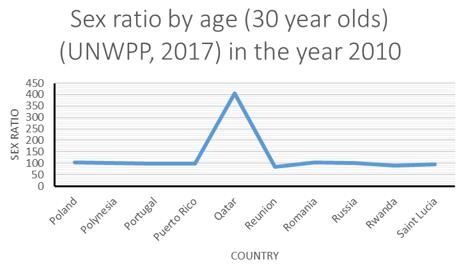 Sex ratio by age (30 year olds)
(UNWPP, 2017) in the year 2010
450
400
350
300
250
200
150
100
50
0
SEX RATIO
Poland
Polynesia
Portugal
Puerto Rico
Qatar
Reunion
Romania
Russia
Rwanda
Saint Lucia
COUNTRY